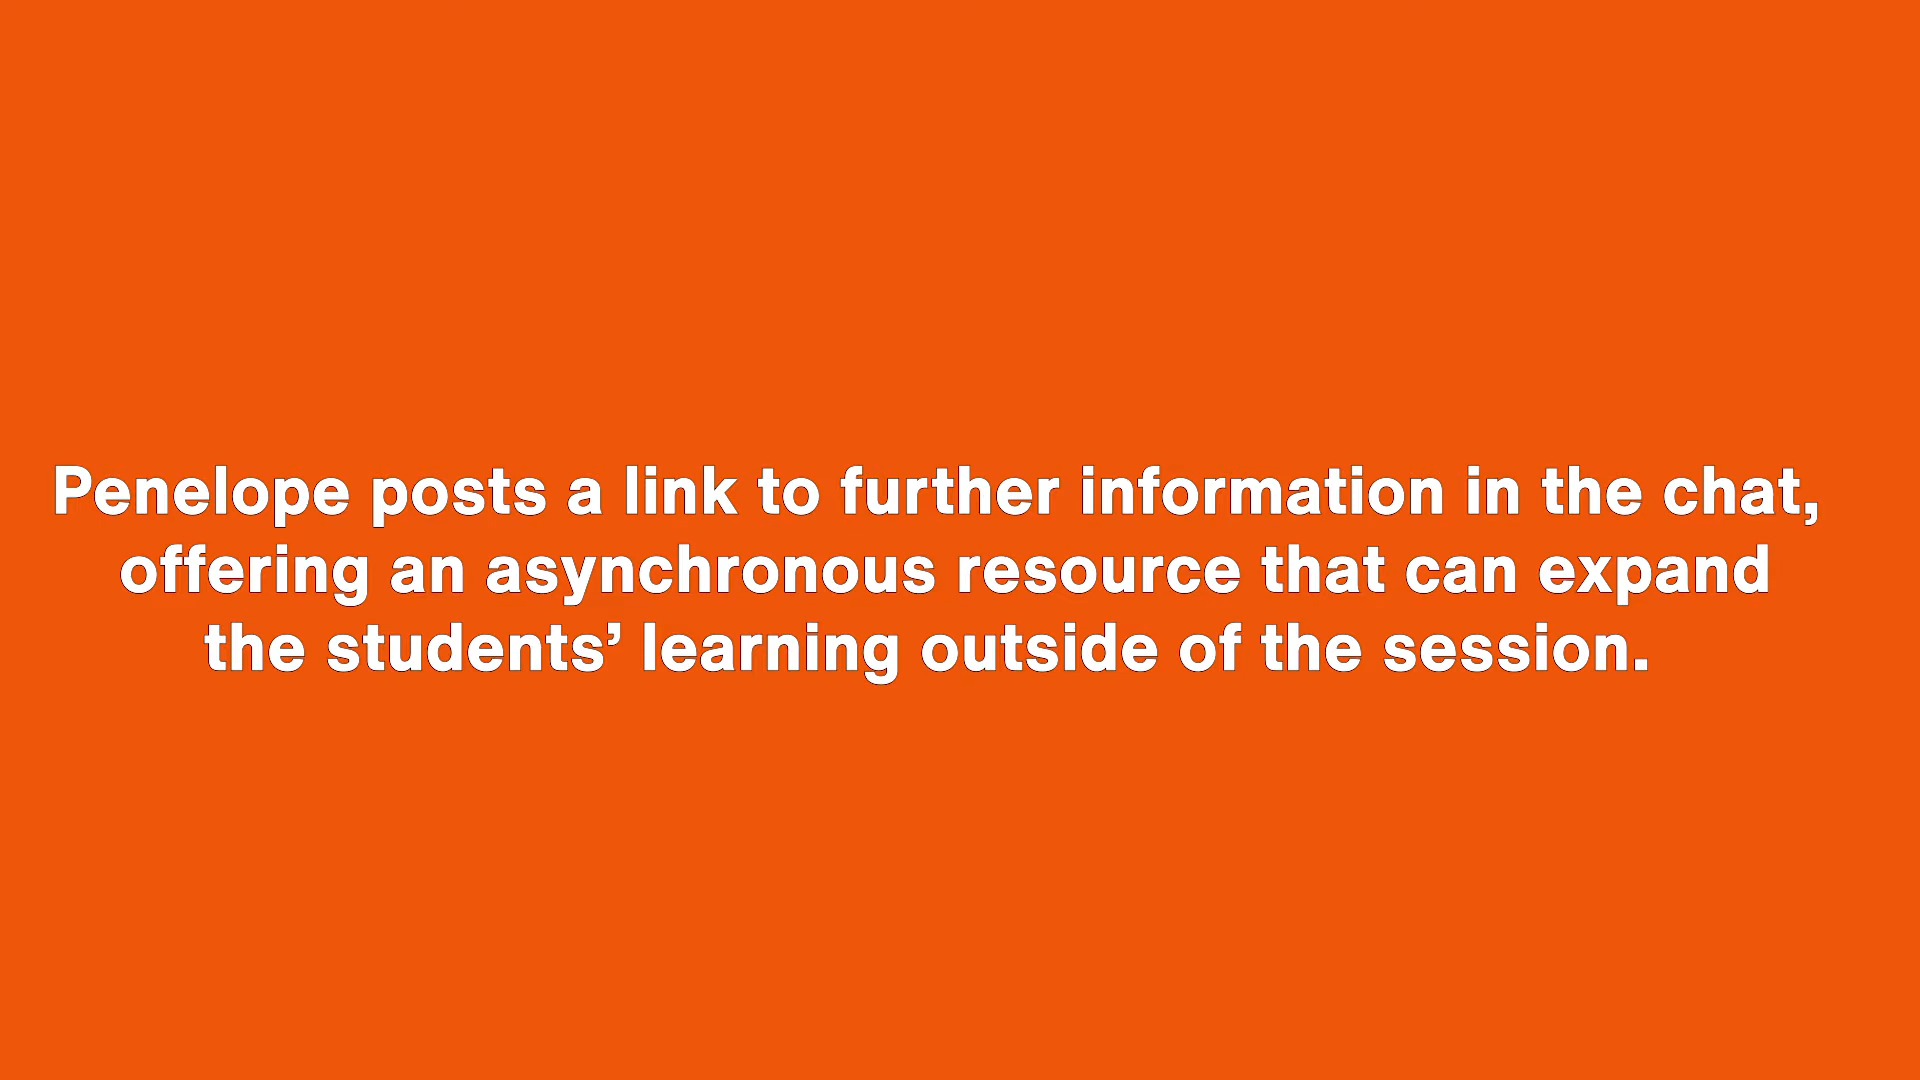 Penelope posts a link to further information in the chat,
offering an asynchronous resource that can expand
the students’ learning outside of the session.